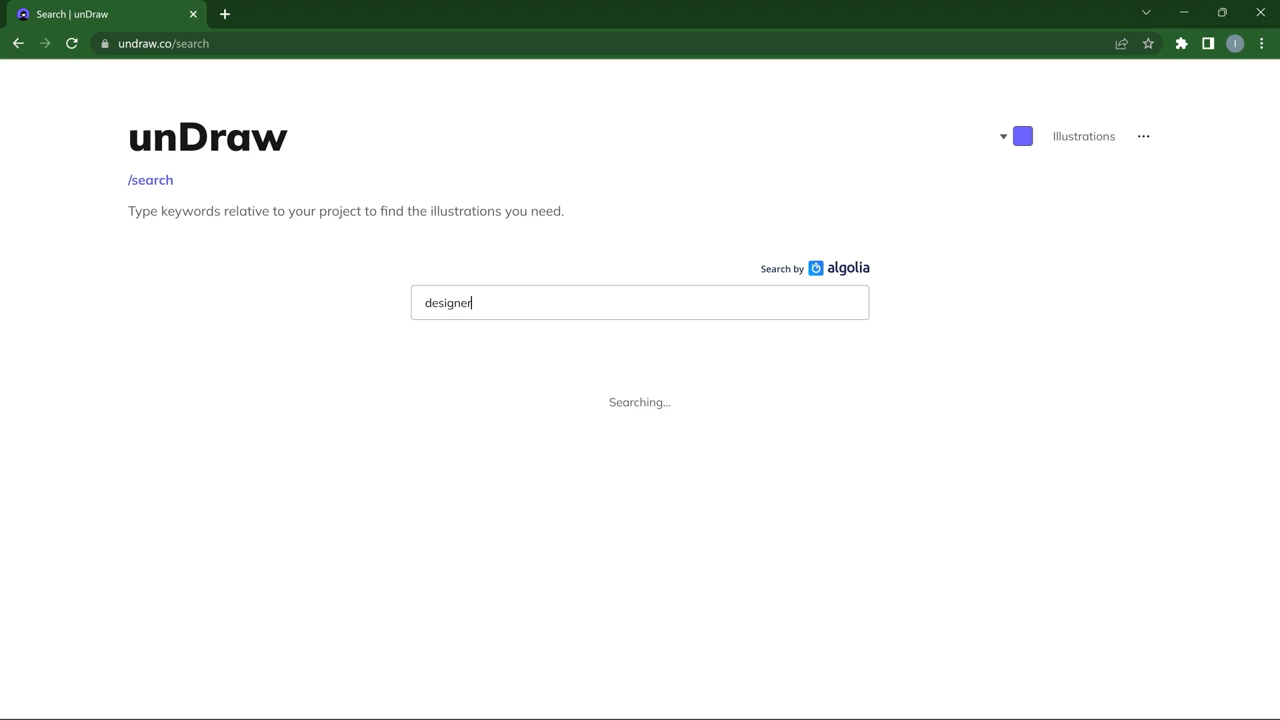 Search | unDraw
undraw.co/search
I
unDraw
Illustrations
/search
Type keywords relative to your project to find the illustrations you need.
Search by algolia
designer
Searching...